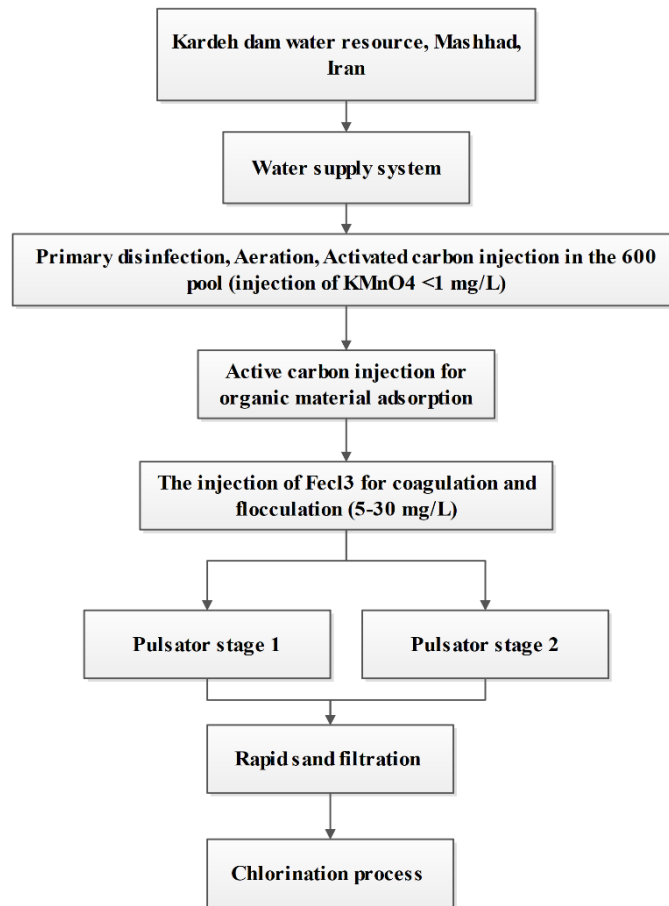 Kardeh dam water resource, Mashhad,
Iran
Water supply system
Primary disinfection, Aeration, Activated carbon injection in the 600
pool (injection of KMnO4 <1 mg/L)
Active carbon injection for
organic material adsorption
The injection of Fecl3 for coagulation and
flocculation (5-30 mg/L)
Pulsator stage 1
Pulsator stage 2
Rapid sand filtration
Chlorination process